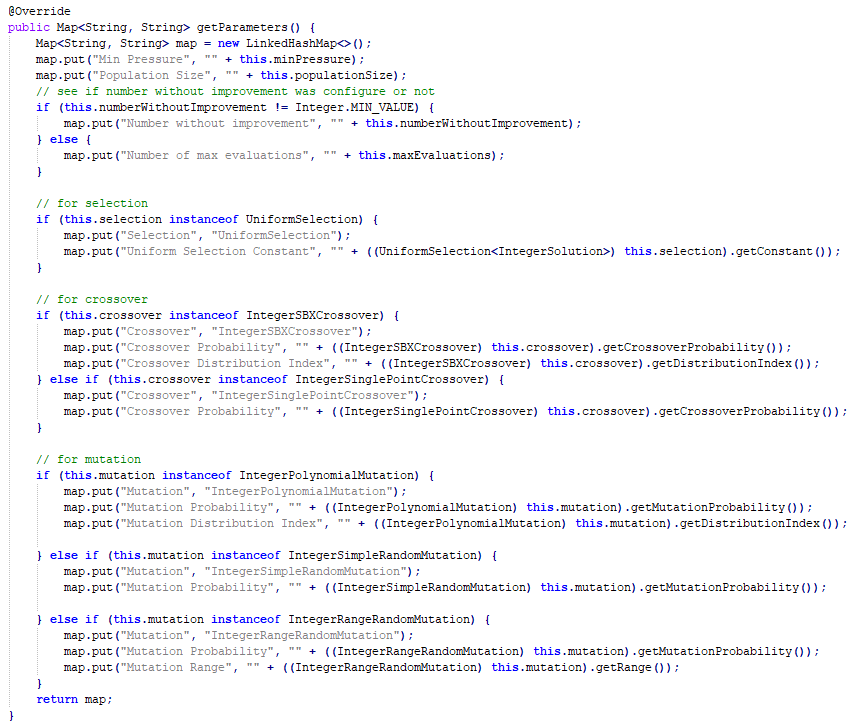 @Override
public Map<String, String> getParameters() {
    Map<String, String> map = new LinkedHashMap<>();
    map.put("Min Pressure", "" + this.minPressure);
    map.put("Population Size", "" + this.populationSize);
    // see if number without improvement was configure or not
    if (this.numberWithoutImprovement != Integer.MIN_VALUE) {
        map.put("Number without improvement", "" + this.numberWithoutImprovement);
    } else {
        map.put("Number of max evaluations", "" + this.maxEvaluations);
    }

    // for selection
    if (this.selection instanceof UniformSelection) {
        map.put("Selection", "UniformSelection");
        map.put("Uniform Selection Constant", "" + ((UniformSelection<IntegerSolution>) this.selection).getConstant());
    }

    // for crossover
    if (this.crossover instanceof IntegerSBXCrossover) {
        map.put("Crossover", "IntegerSBXCrossover");
        map.put("Crossover Probability", "" + ((IntegerSBXCrossover) this.crossover).getCrossoverProbability());
        map.put("Crossover Distribution Index", "" + ((IntegerSBXCrossover) this.crossover).getDistributionIndex());
    } else if (this.crossover instanceof IntegerSinglePointCrossover) {
        map.put("Crossover", "IntegerSinglePointCrossover");
        map.put("Crossover Probability", "" + ((IntegerSinglePointCrossover) this.crossover).getCrossoverProbability());
    }

    // for mutation
    if (this.mutation instanceof IntegerPolynomialMutation) {
        map.put("Mutation", "IntegerPolynomialMutation");
        map.put("Mutation Probability", "" + ((IntegerPolynomialMutation) this.mutation).getMutationProbability());
        map.put("Mutation Distribution Index", "" + ((IntegerPolynomialMutation) this.mutation).getDistributionIndex());

    } else if (this.mutation instanceof IntegerSimpleRandomMutation) {
        map.put("Mutation", "IntegerSimpleRandomMutation");
        map.put("Mutation Probability", "" + ((IntegerSimpleRandomMutation) this.mutation).getMutationProbability());

    } else if (this.mutation instanceof IntegerRangeRandomMutation) {
        map.put("Mutation", "IntegerRangeRandomMutation");
        map.put("Mutation Probability", "" + ((IntegerRangeRandomMutation) this.mutation).getMutationProbability());
        map.put("Mutation Range", "" + ((IntegerRangeRandomMutation) this.mutation).getRange());
    }
    return map;
}